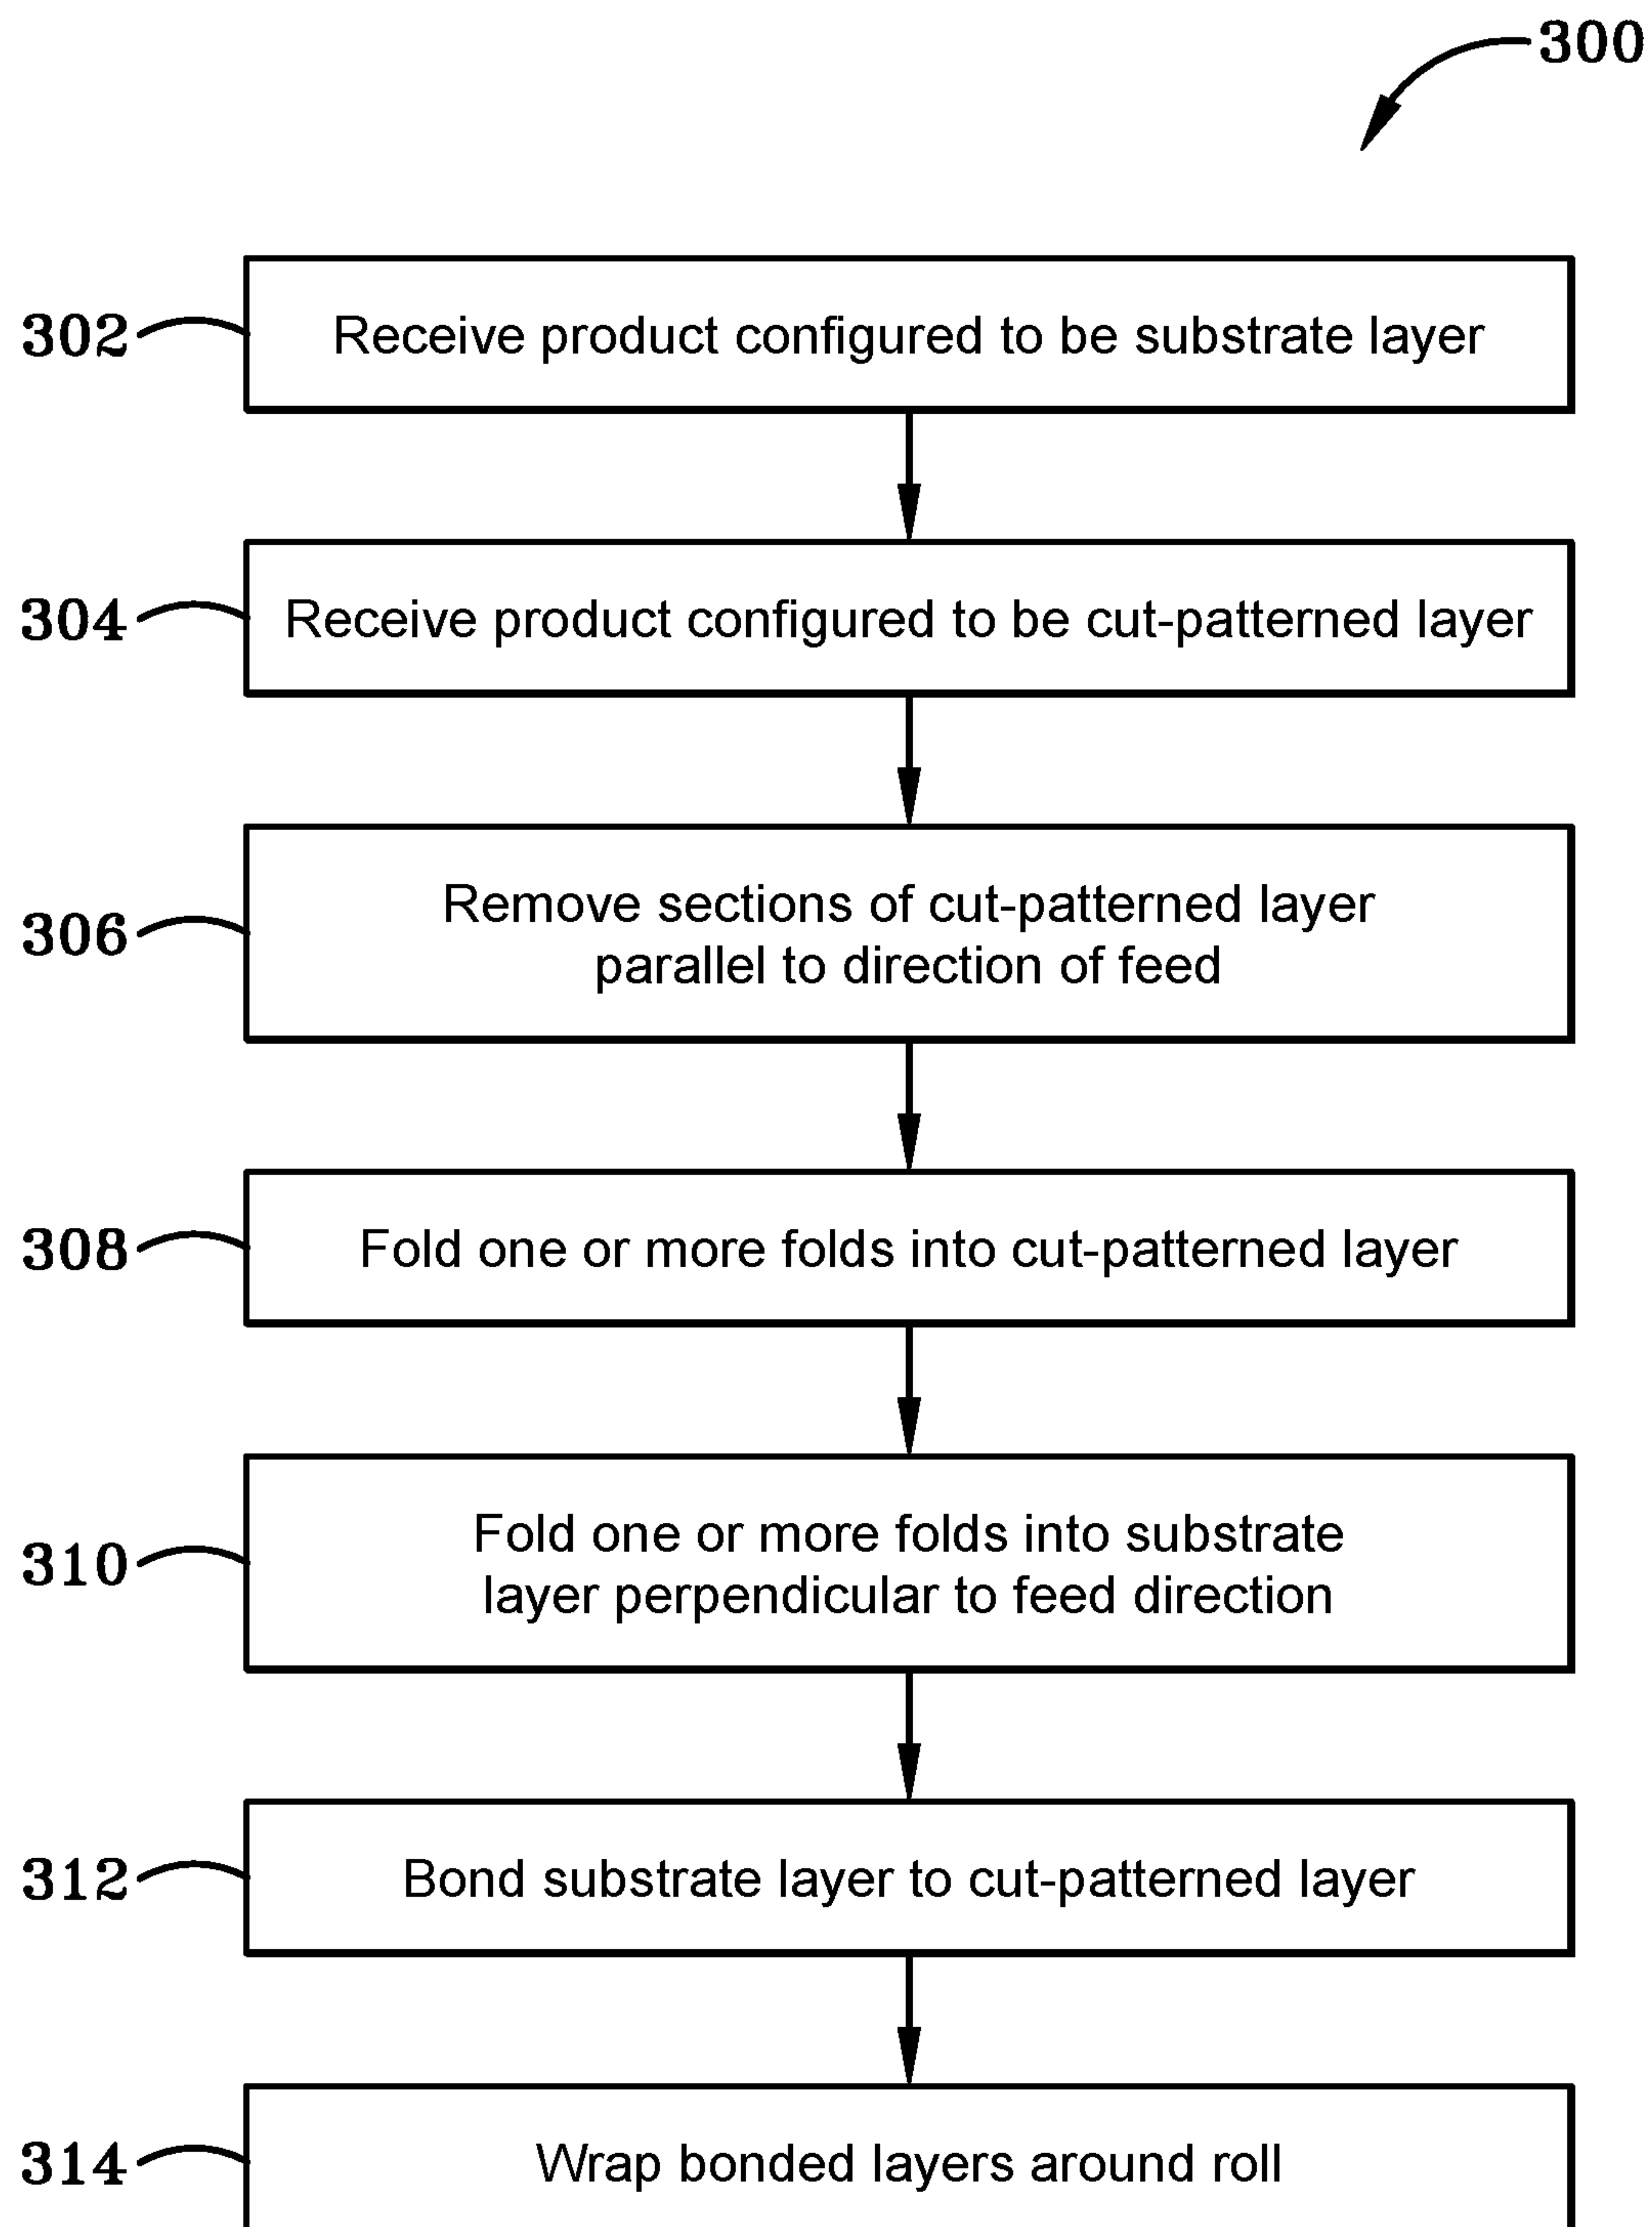 300
302 Receive product configured to be substrate layer
304 Receive product configured to be cut-patterned layer
306 Remove sections of cut-patterned layer
parallel to direction of feed
308 Fold one or more folds into cut-patterned layer
310 Fold one or more folds into substrate
layer perpendicular to feed direction
312 Bond substrate layer to cut-patterned layer
314 Wrap bonded layers around roll